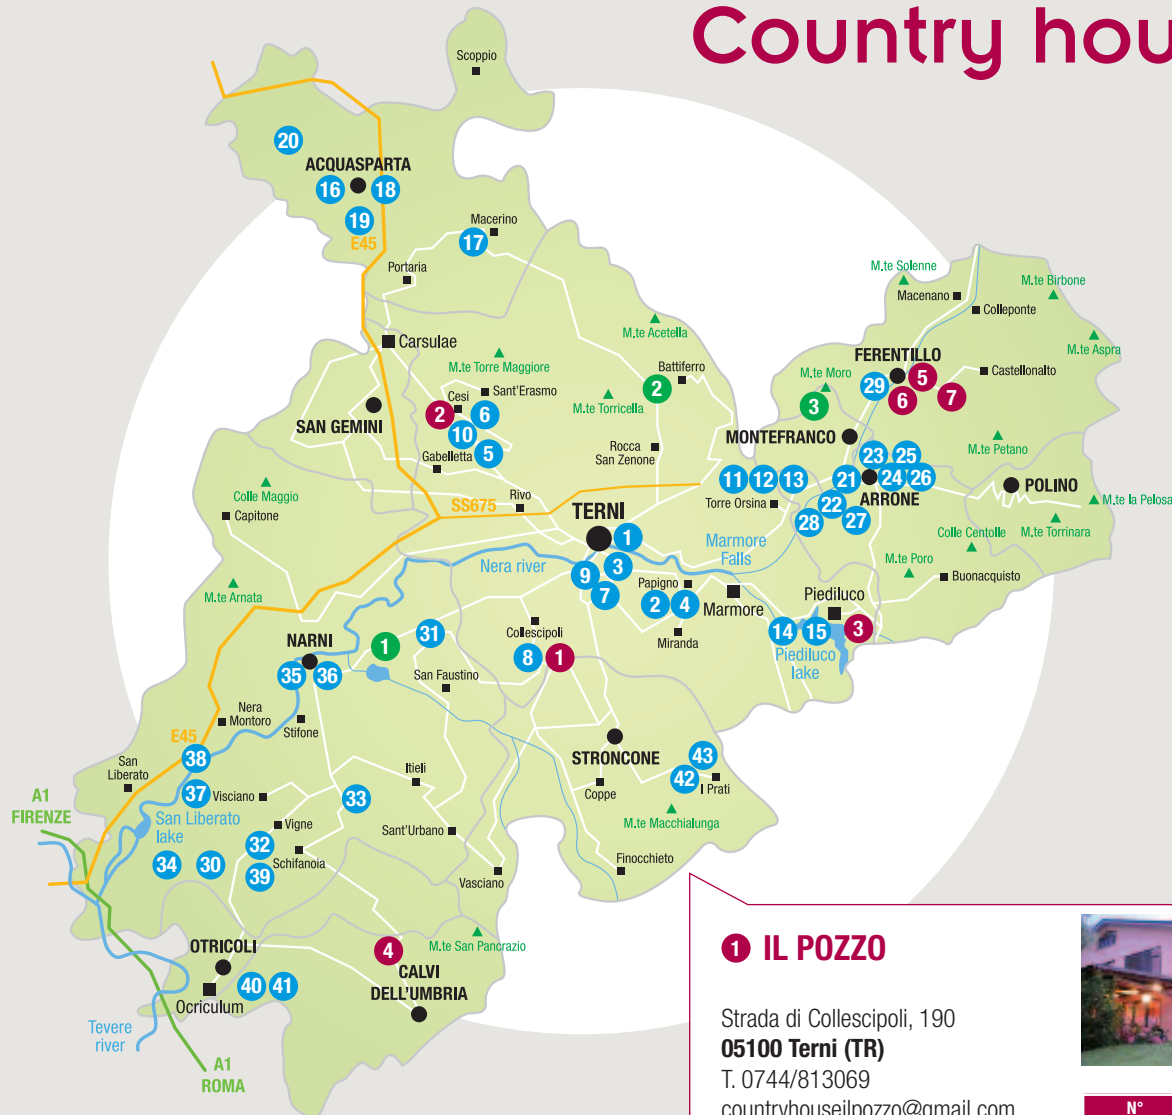 Country hou
Scoppio
20
ACQUASPARTA
16
18
19
E45
Macerino
17
Portaria
M.te Solenne
Macenano
M.te Birbone
Colleponte
M.te Acetella
Carsulae
M.te Torre Maggiore
M.te Aspra
FERENTILLO
Battiferro
29
5
Castellonalto
M.te Moro
2
Sant'Erasmo
Cesi
M.te Torricella
3
6
7
SAN GEMINI
2
6
10
MONTEFRANCO
M.te Petano
Gabelletta
5
Rocca
San Zenone
23
25
11
12
13
21
24
26
ARRONE
POLINO
Colle Maggio
Capitone
Rivo
SS675
Torre Orsina
22
28
27
M.te la Pelosa
M.te Torrinara
Colle Centolle
TERNI
1
Marmore
Falls
M.te Poro
Nera river
3
9
7
Papigno
2
4
Marmore
Piediluco
Buonacquisto
M.te Arnata
Miranda
14
15
3
Piediluco
lake
NARNI
1
31
Collescipoli
8
1
35
36
San Faustino
Nera
Montoro
Stifone
E45
38
STRONCONE
43
42
I Prati
San
Liberato
Itieli
Coppe
37
Visciano
33
M.te Macchialunga
A1
FIRENZE
San Liberato
lake
Vigne
Sant'Urbano
32
Schifanoia
34
30
39
Finocchieto
Vasciano
4
M.te San Pancrazio
OTRICOLI
CALVI
DELL'UMBRIA
40
41
Ocriculum
Tevere
river
A1
ROMA
1 IL POZZO
Strada di Collescipoli, 190
05100 Terni (TR)
T. 0744/813069
countryhouseilpozzo@gmail.com
N°